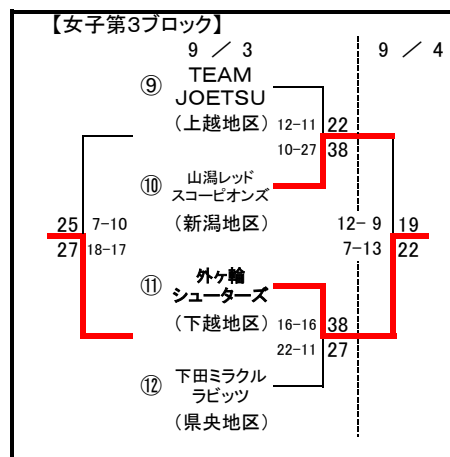 【女子第3ブロック】
9 ／ 3
9 ／ 4
⑨ TEAM
JOETSU
(上越地区)
12-11 22
10-27 38
⑩ 山潟レッド
スコーピオンズ
(新潟地区)
25 7-10
27 18-17
12- 9 19
7-13 22
⑪ 外ヶ輪
シューターズ
(下越地区)
16-16 38
22-11 27
⑫ 下田ミラクル
ラビッツ
(県央地区)